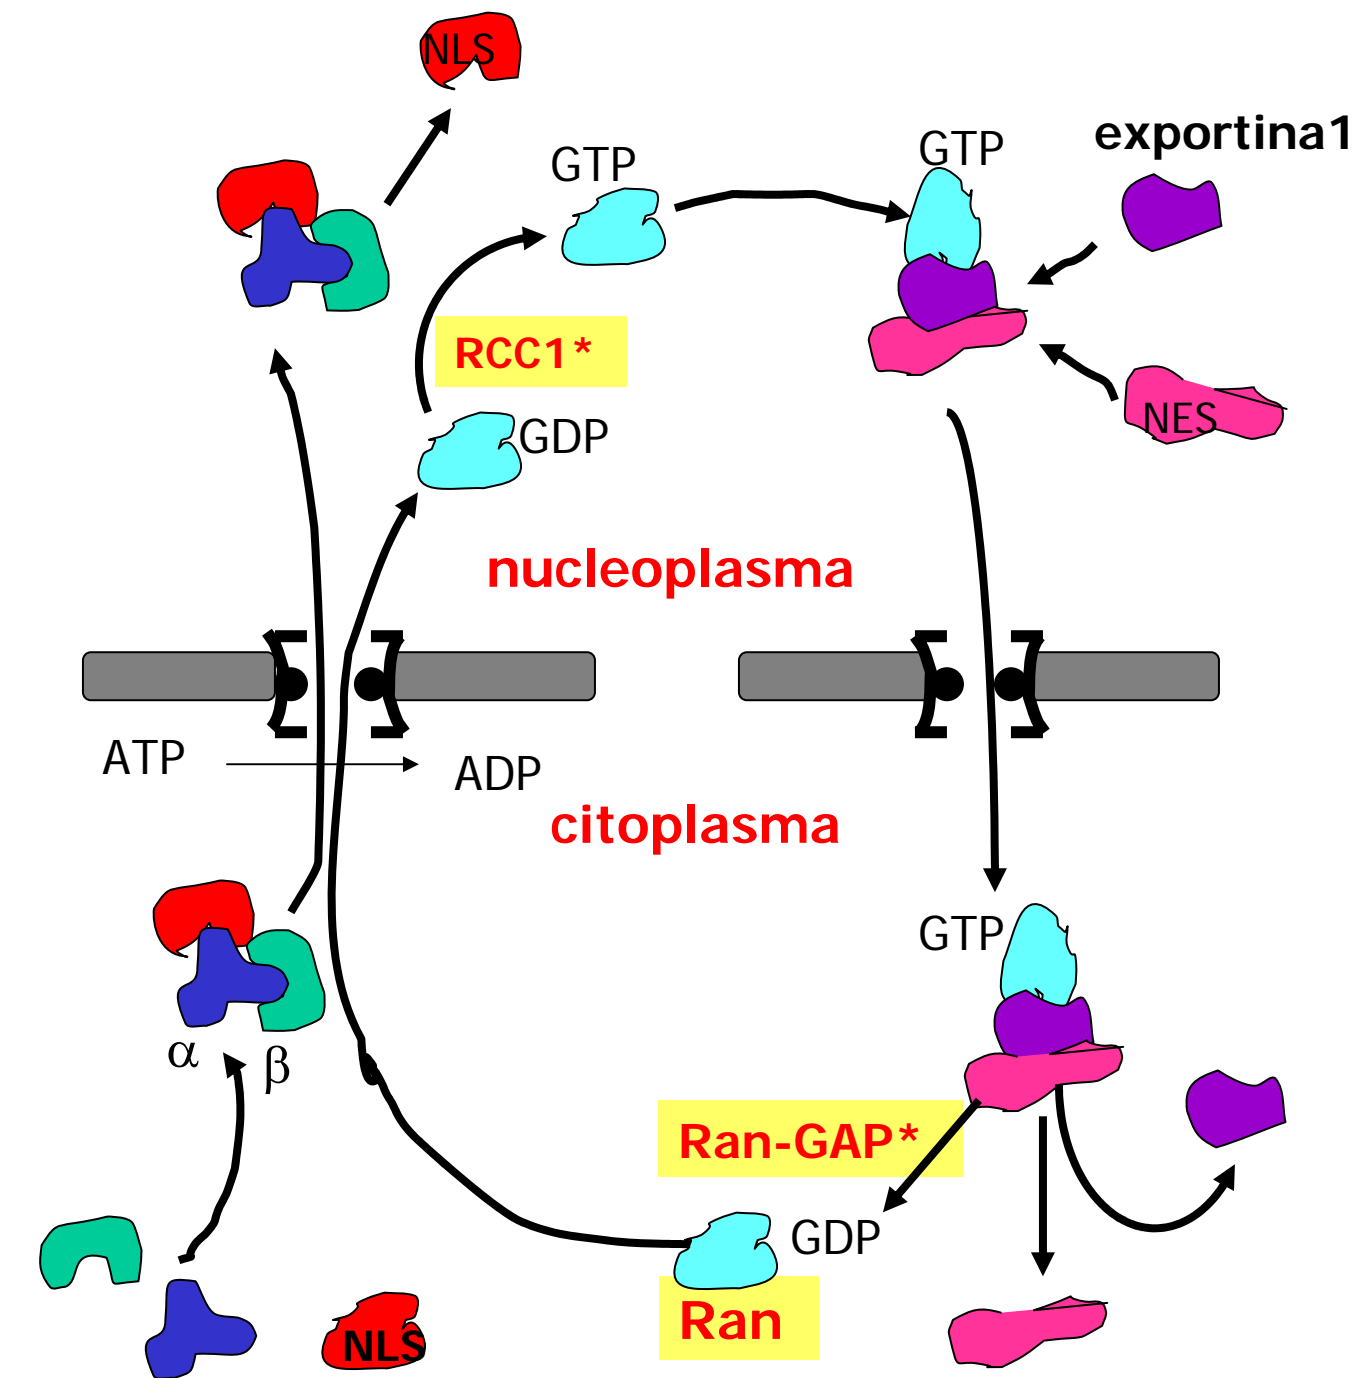 NLS
exportina1
GTP
GTP
RCC1*
NES
GDP
nucleoplasma
ATP
ADP
citoplasma
GTP
α
β
Ran-GAP*
GDP
Ran
NLS